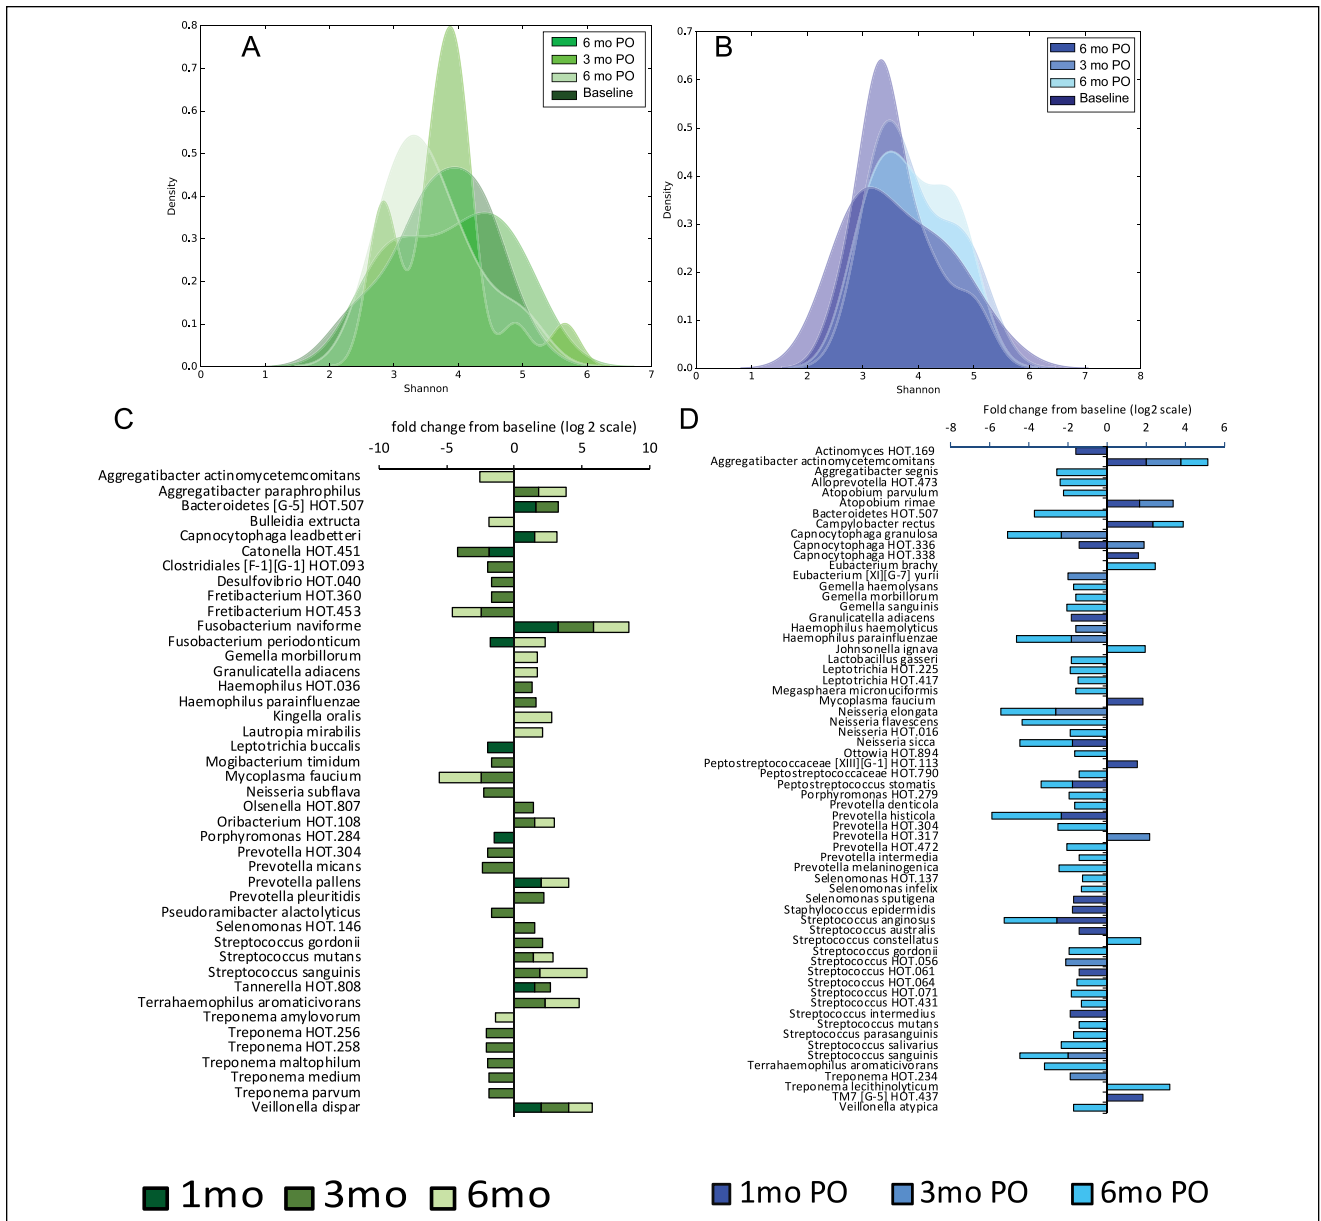 A
6 mo PO
3 mo PO
6 mo PO
Baseline
0.8
0.7
0.6
0.5
0.4
0.3
0.2
0.1
0.0
Density
0 1 2 3 4 5 6 7
Shannon
B
6 mo PO
3 mo PO
6 mo PO
Baseline
0.7
0.6
0.5
0.4
0.3
0.2
0.1
0.0
Density
0 1 2 3 4 5 6 7 8
Shannon
C
fold change from baseline (log 2 scale)
-10 -5 0 5 10
Aggregatibacter actinomycetemcomitans
Aggregatibacter paraphrophilus
Bacteroidetes [G-5] HOT.507
Bulleidia extructa
Capnocytophaga leadbetteri
Catonella HOT.451
Clostridiales [F-1][G-1] HOT.093
Desulfovibrio HOT.040
Fretibacterium HOT.360
Fretibacterium HOT.453
Fusobacterium naviforme
Fusobacterium periodonticum
Gemella morbillorum
Granulicatella adiacens
Haemophilus HOT.036
Haemophilus parainfluenzae
Kingella oralis
Lautropia mirabilis
Leptotrichia buccalis
Mogibacterium timidum
Mycoplasma faucium
Neisseria subflava
Olsenella HOT.807
Oribacterium HOT.108
Porphyromonas HOT.284
Prevotella HOT.304
Prevotella micans
Prevotella pallens
Prevotella pleuritidis
Pseudoramibacter alactolyticus
Selenomonas HOT.146
Streptococcus gordonii
Streptococcus mutans
Streptococcus sanguinis
Tannerella HOT.808
Terrahaemophilus aromaticivorans
Treponema amylovorum
Treponema HOT.256
Treponema HOT.258
Treponema maltophilum
Treponema medium
Treponema parvum
Veillonella dispar
1mo 3mo 6mo
D
Fold change from baseline (log2 scale)
-8 -6 -4 -2 0 2 4 6
Actinomyces HOT.169
Aggregatibacter actinomycetemcomitans
Aggregatibacter segnis
Alloprevotella HOT.473
Atopobium parvulum
Atopobium rimae
Bacteroidetes HOT.507
Campylobacter rectus
Capnocytophaga granulosa
Capnocytophaga HOT.336
Capnocytophaga HOT.338
Eubacterium brachy
Eubacterium [XI][G-7] yurii
Gemella haemolysans
Gemella morbillorum
Gemella sanguinis
Granulicatella adiacens
Haemophilus haemolyticus
Haemophilus parainfluenzae
Johnsonella ignava
Lactobacillus gasseri
Leptotrichia HOT.225
Leptotrichia HOT.417
Megasphaera micronuciformis
Mycoplasma faucium
Neisseria elongata
Neisseria flavescens
Neisseria HOT.016
Neisseria sicca
Ottowia HOT.894
Peptostreptococcaceae [XIII][G-1] HOT.113
Peptostreptococcaceae HOT.790
Peptostreptococcus stomatis
Porphyromonas HOT.279
Prevotella denticola
Prevotella histicola
Prevotella HOT.304
Prevotella HOT.317
Prevotella HOT.472
Prevotella intermedia
Prevotella melaninogenica
Selenomonas HOT.137
Selenomonas infelix
Selenomonas sputigena
Staphylococcus epidermidis
Streptococcus anginosus
Streptococcus australis
Streptococcus constellatus
Streptococcus gordonii
Streptococcus HOT.056
Streptococcus HOT.061
Streptococcus HOT.064
Streptococcus HOT.071
Streptococcus HOT.431
Streptococcus intermedius
Streptococcus mutans
Streptococcus parasanguinis
Streptococcus salivarius
Streptococcus sanguinis
Terrahaemophilus aromaticivorans
Treponema HOT.234
Treponema lecithinolyticum
TM7 [G-5] HOT.437
Veillonella atypica
1mo PO 3mo PO 6mo PO